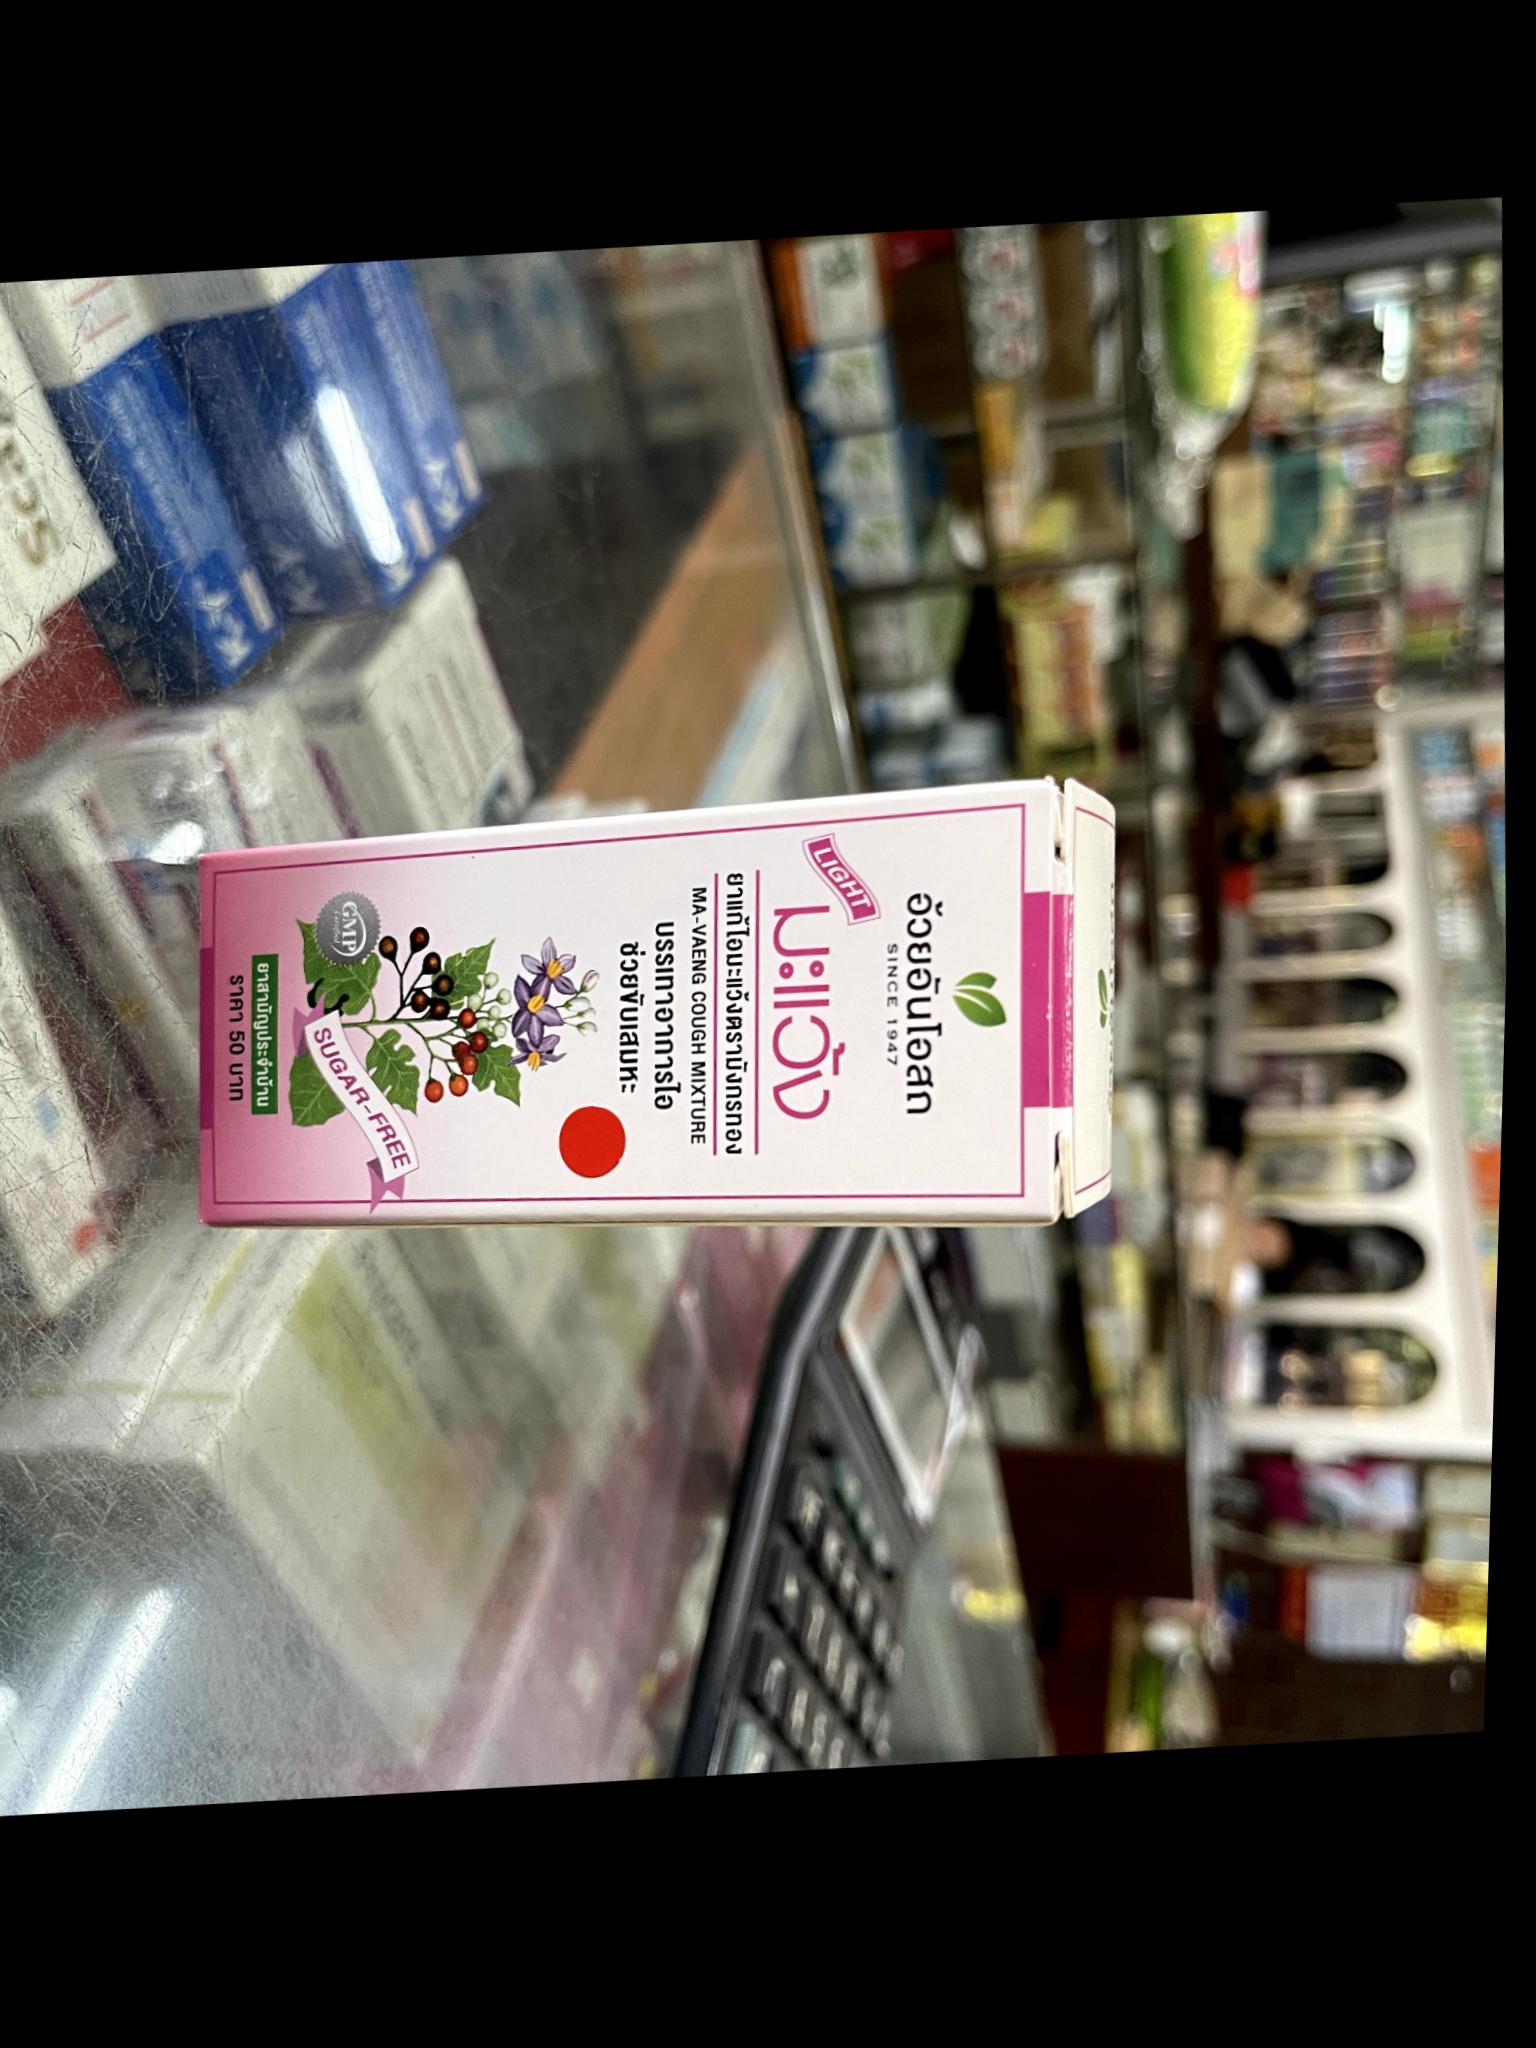 อ้วยอันโอสถ
SINCE 1947
มะแว้ง
LIGHT
ยาแก้ไอมะแว้งตรามังกรทอง
MA-VAENG COUGH MIXTURE
บรรเทาอาการไอ
ช่วยขับเสมหะ
GMP
Certified
SUGAR-FREE
ยาสามัญประจำบ้าน
ราคา 50 บาท